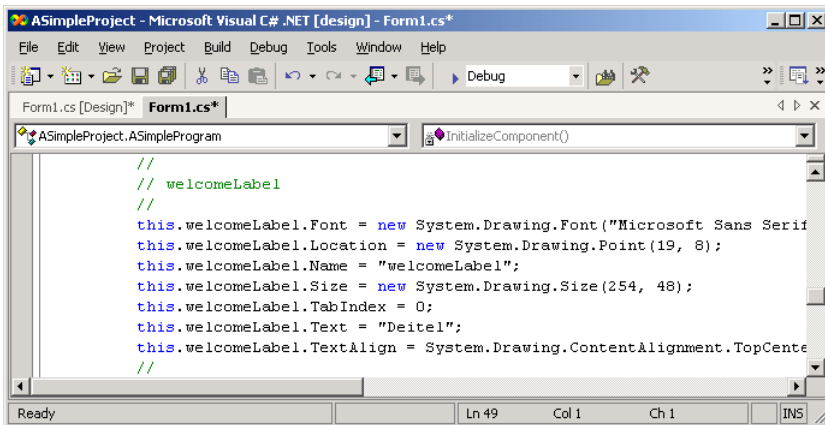 ASimpleProject - Microsoft Visual C# .NET [design] - Form1.cs*
File Edit View Project Build Debug Tools Window Help
Debug
Form1.cs [Design]* Form1.cs*
ASimpleProject.ASimpleProgram InitializeComponent()
//
// welcomeLabel
//
this.welcomeLabel.Font = new System.Drawing.Font("Microsoft Sans Serif
this.welcomeLabel.Location = new System.Drawing.Point(19, 8);
this.welcomeLabel.Name = "welcomeLabel";
this.welcomeLabel.Size = new System.Drawing.Size(254, 48);
this.welcomeLabel.TabIndex = 0;
this.welcomeLabel.Text = "Deitel";
this.welcomeLabel.TextAlign = System.Drawing.ContentAlignment.TopCente
//
Ready Ln 49 Col 1 Ch 1 INS